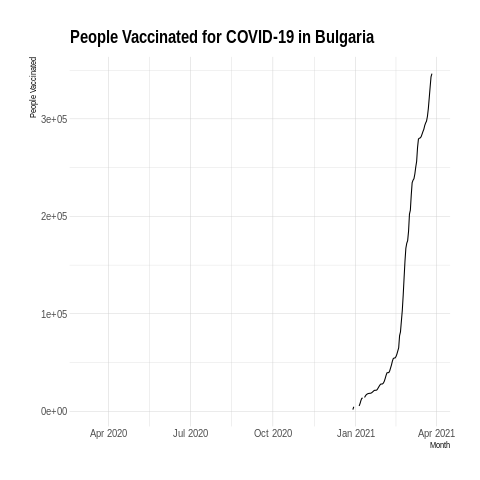 People Vaccinated for COVID-19 in Bulgaria
People Vaccinated
3e+05
2e+05
1e+05
0e+00
Apr 2020 Jul 2020 Oct 2020 Jan 2021 Apr 2021
Month